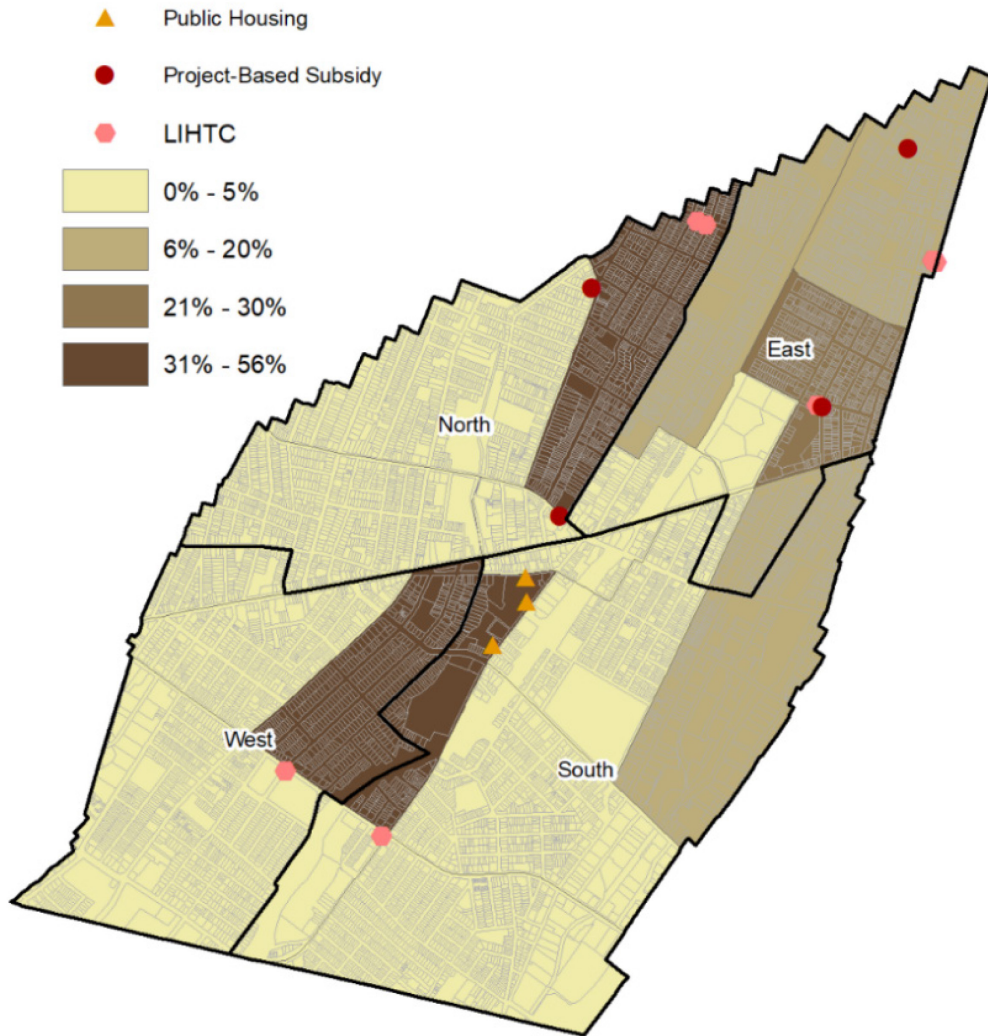 Public Housing
Project-Based Subsidy
LIHTC
0% - 5%
6% - 20%
21% - 30%
31% - 56%
East
North
West
South